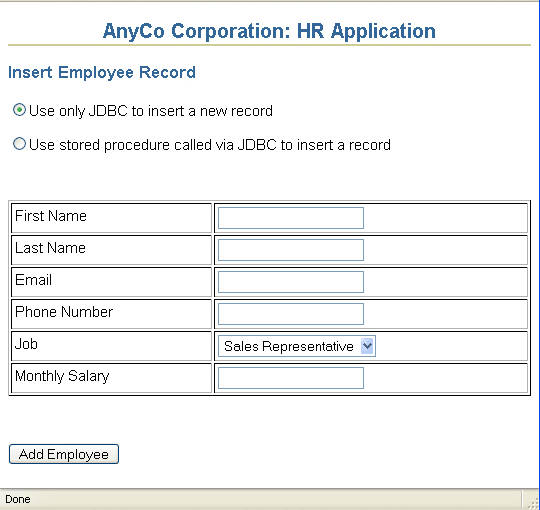 AnyCo Corporation: HR Application
Insert Employee Record
Use only JDBC to insert a new record
Use stored procedure called via JDBC to insert a record
First Name
Last Name
Email
Phone Number
Job Sales Representative
Monthly Salary
Add Employee
Done